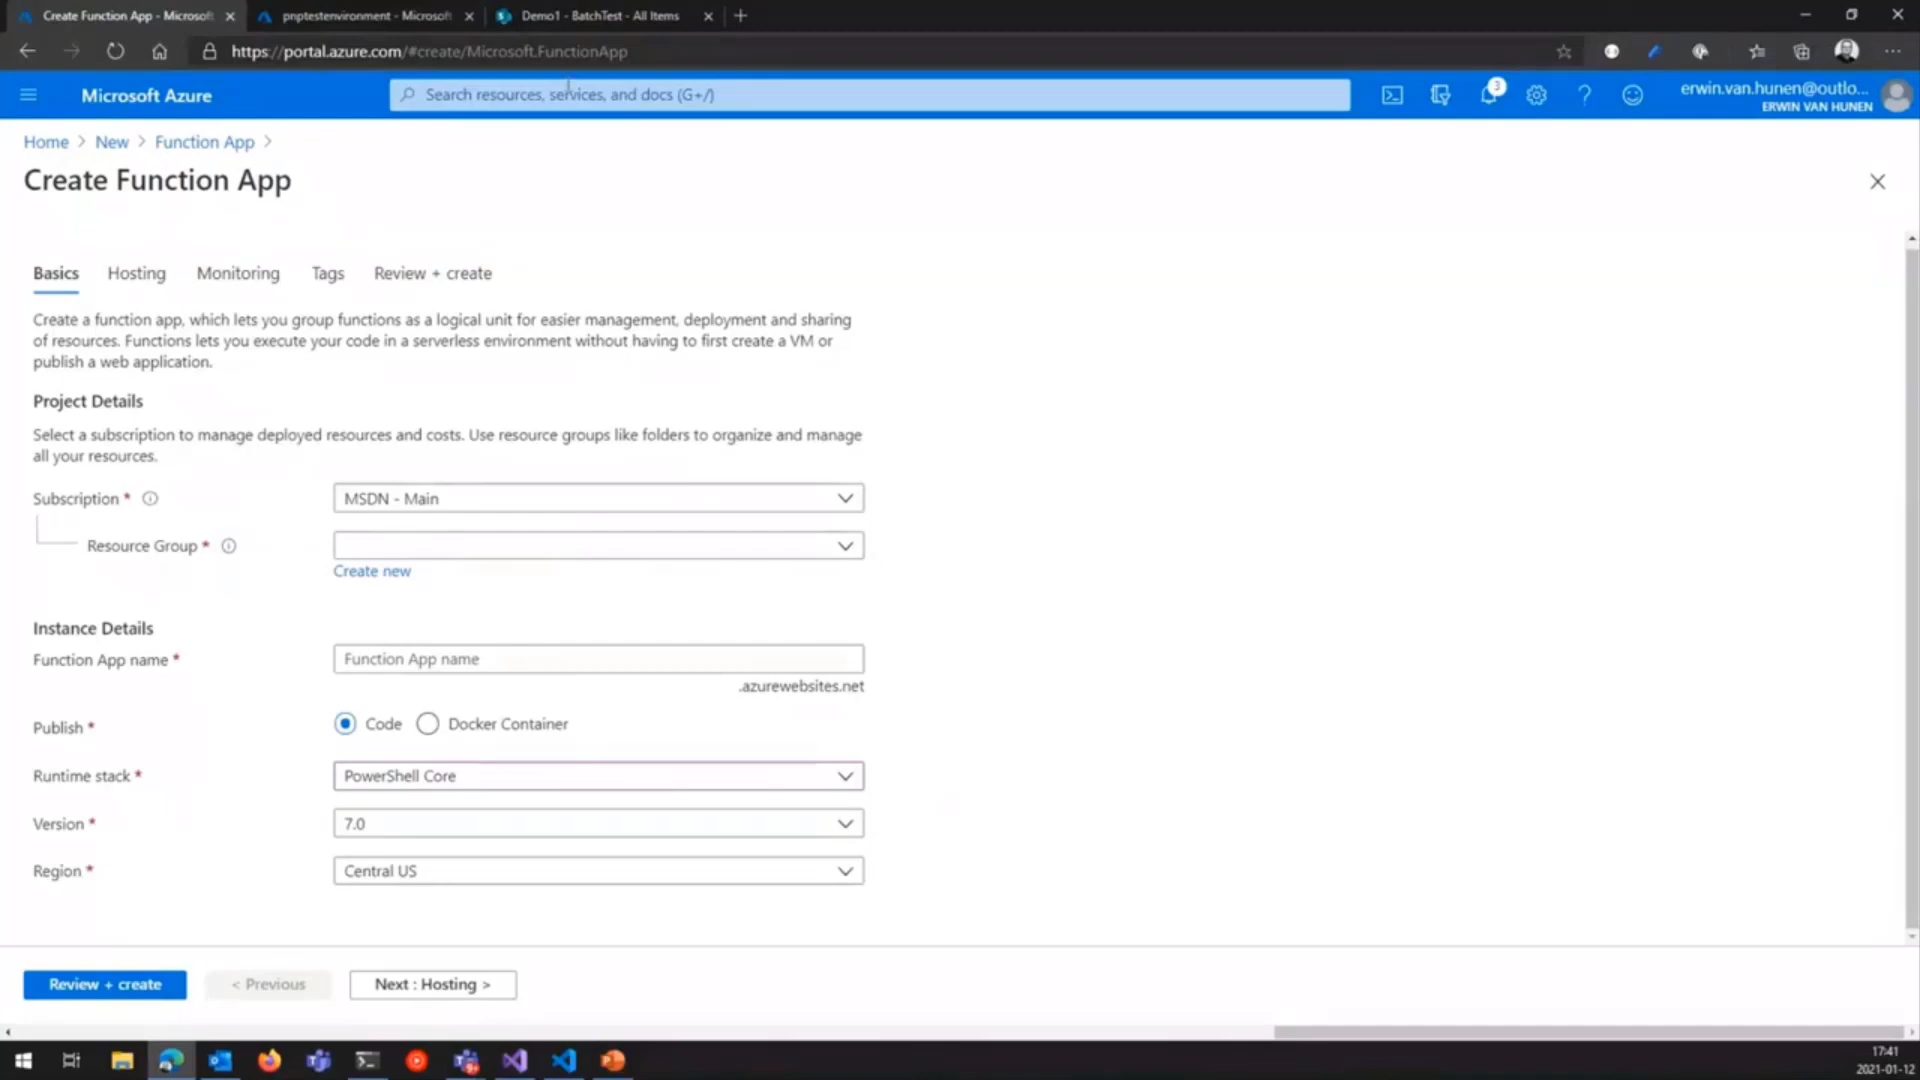 Create Function App - Microsoft
pnptestenvironment - Microsoft
Demo1 - BatchTest - All Items
https://portal.azure.com/#create/Microsoft.FunctionApp
Microsoft Azure
Search resources, services, and docs (G+/)
3
erwin.van.hunen@outlo...
ERWIN VAN HUNEN
Home > New > Function App >
Create Function App
Basics
Hosting
Monitoring
Tags
Review + create
Create a function app, which lets you group functions as a logical unit for easier management, deployment and sharing
of resources. Functions lets you execute your code in a serverless environment without having to first create a VM or
publish a web application.
Project Details
Select a subscription to manage deployed resources and costs. Use resource groups like folders to organize and manage
all your resources.
Subscription *
MSDN - Main
Resource Group *
Create new
Instance Details
Function App name *
Function App name
.azurewebsites.net
Publish *
Code
Docker Container
Runtime stack *
PowerShell Core
Version *
7.0
Region *
Central US
Review + create
< Previous
Next : Hosting >
17:41
2021-01-12